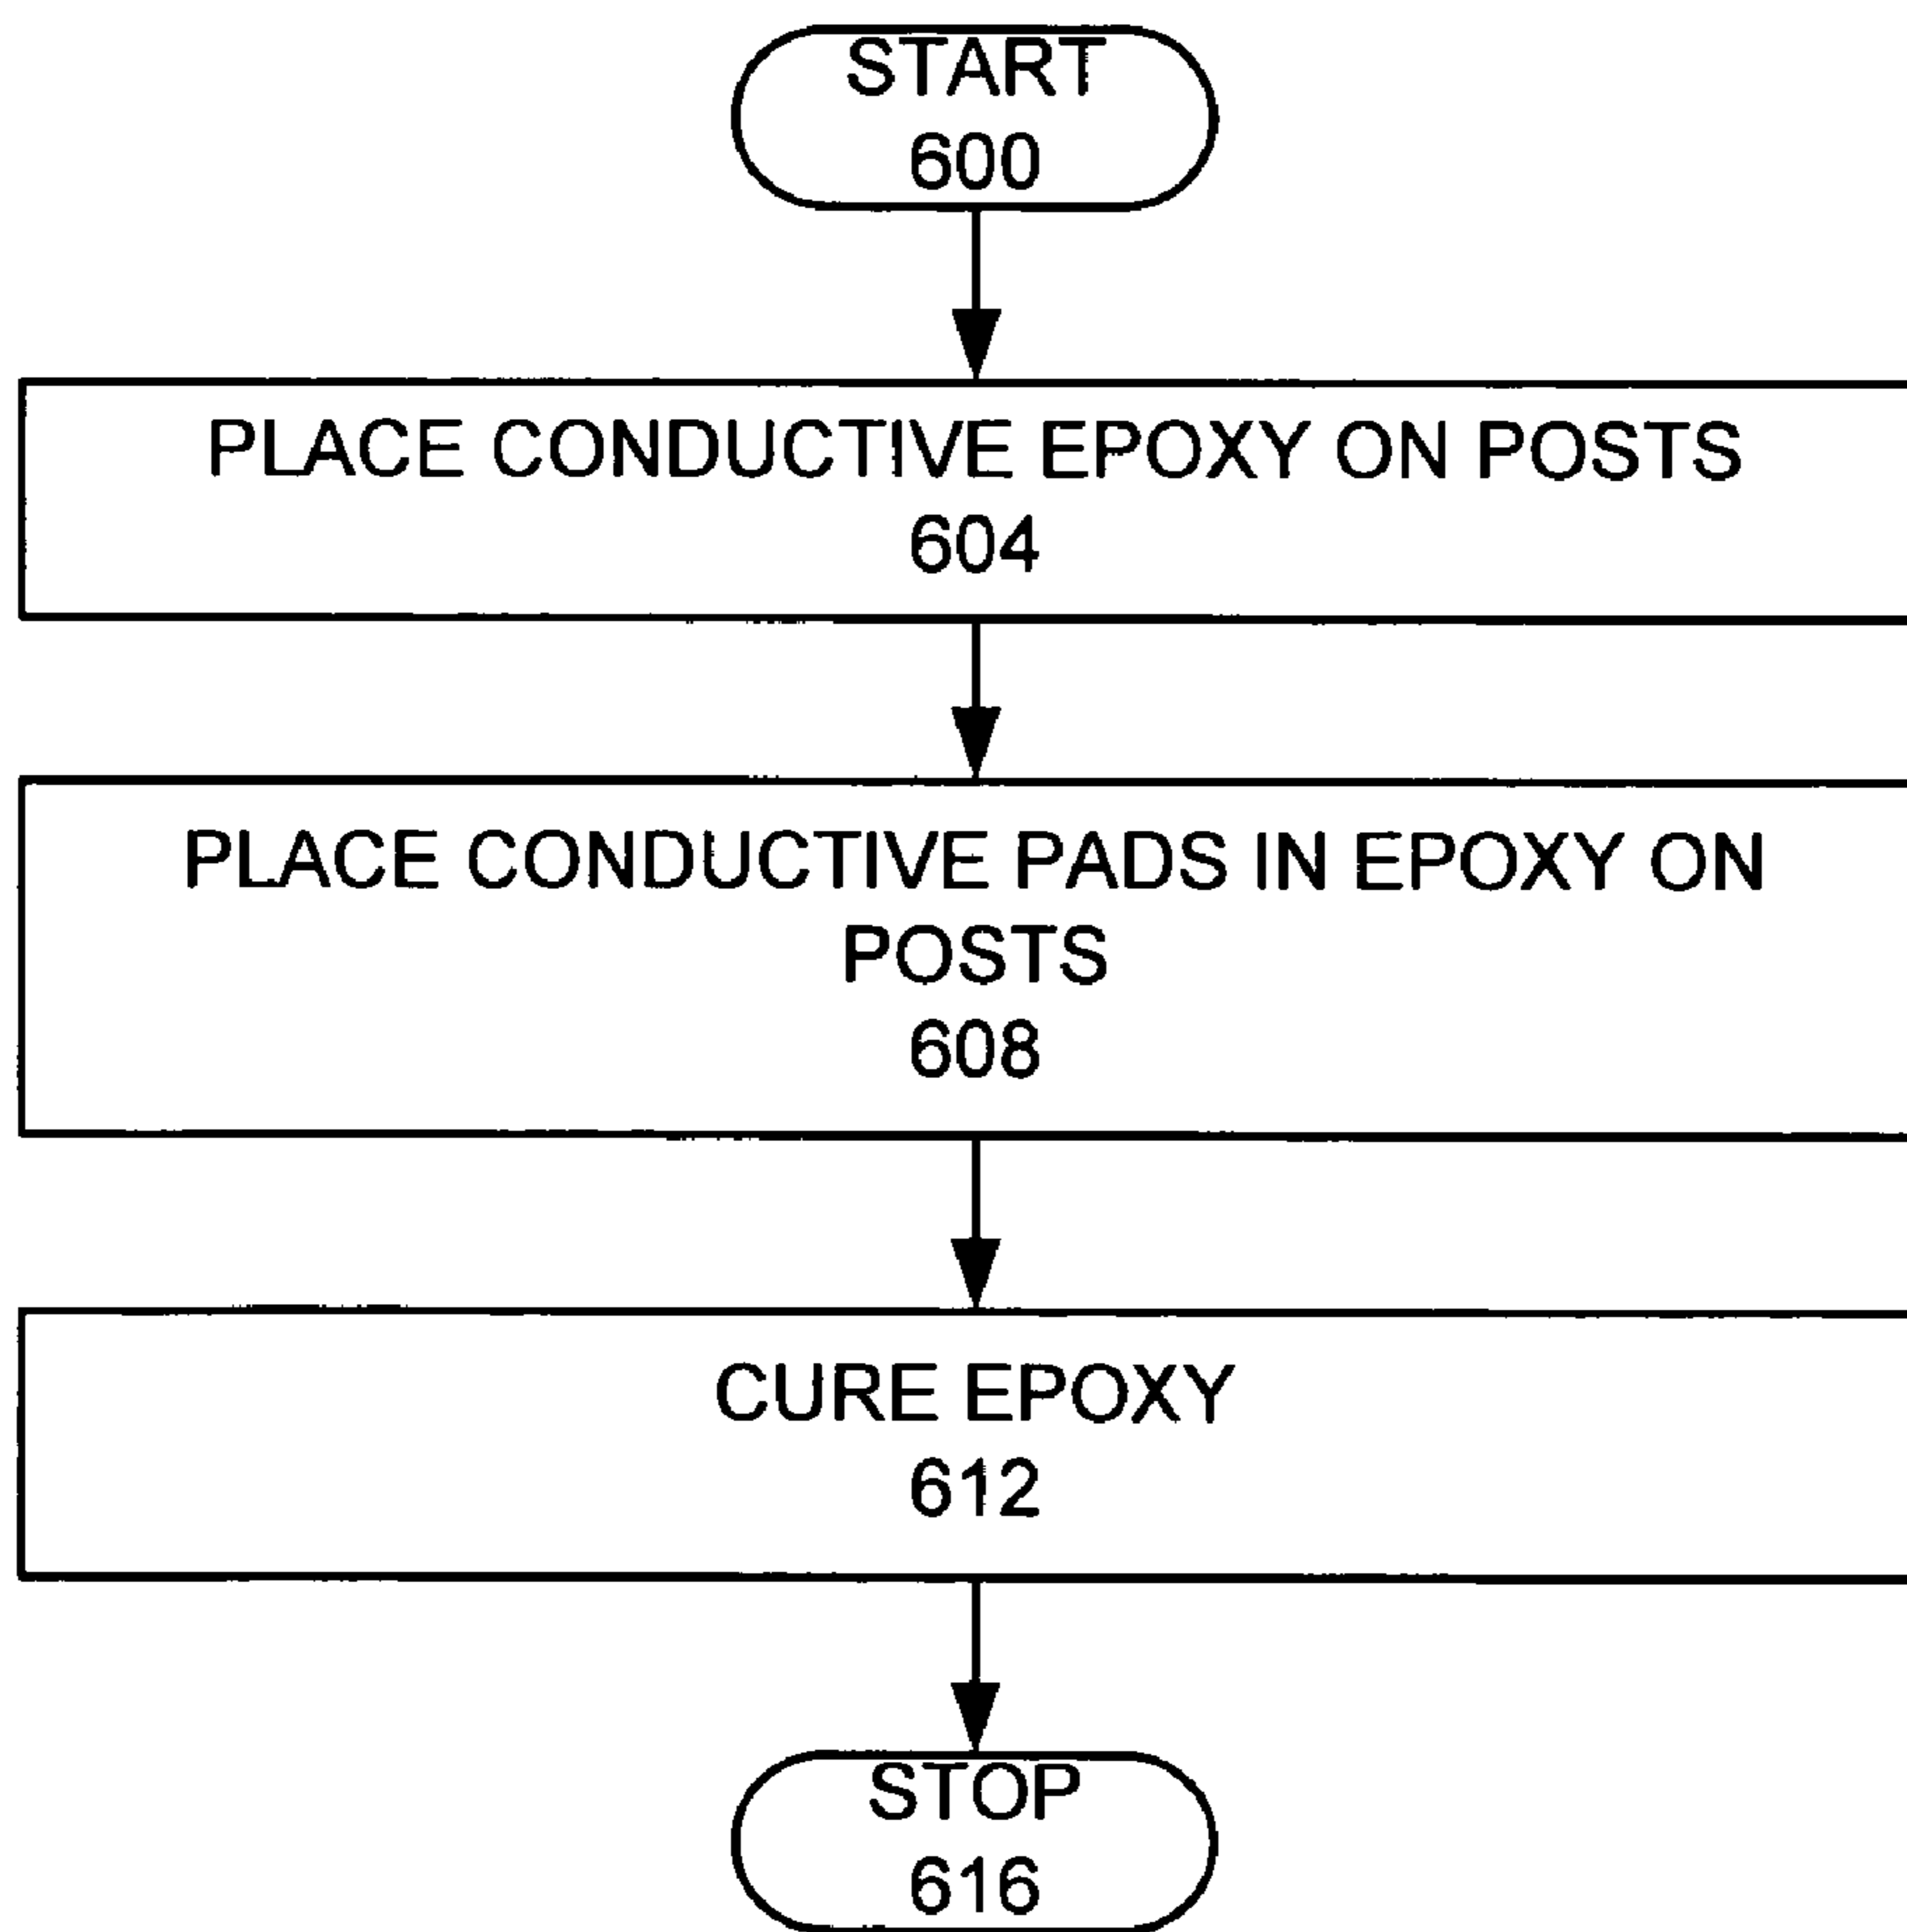 START
600
PLACE CONDUCTIVE EPOXY ON POSTS
604
PLACE CONDUCTIVE PADS IN EPOXY ON
POSTS
608
CURE EPOXY
612
STOP
616